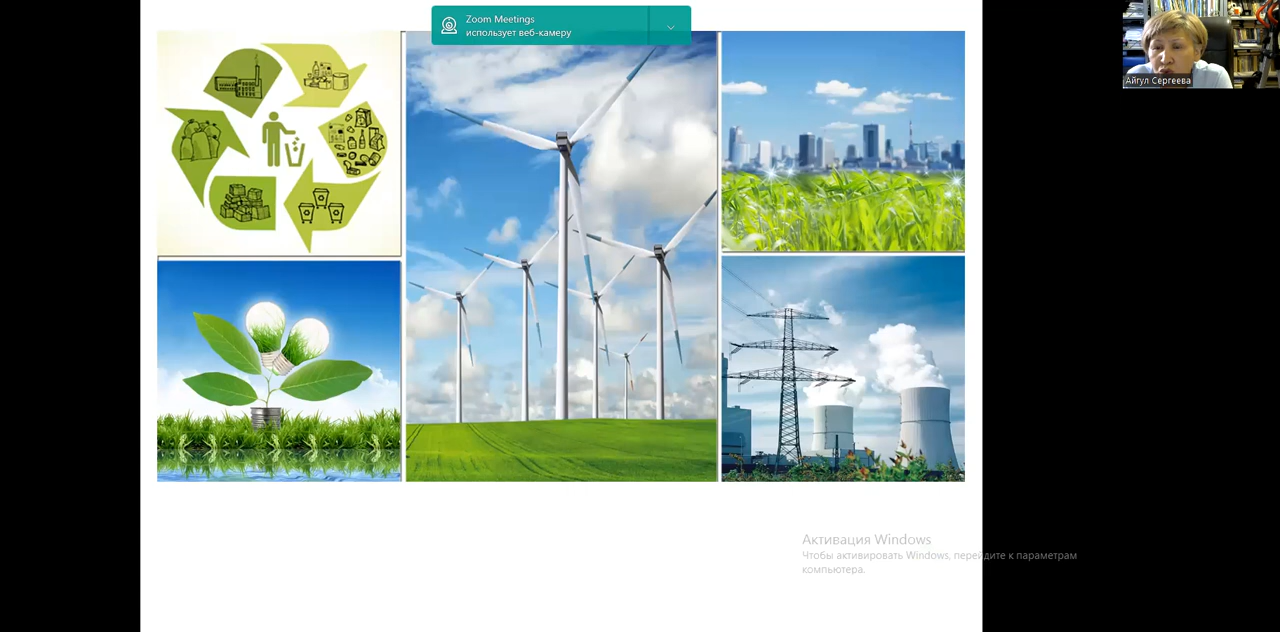 Zoom Meetings
использует веб-камеру
Айгул Сергеева
Активация Windows
Чтобы активировать Windows, перейдите к параметрам
компьютера.